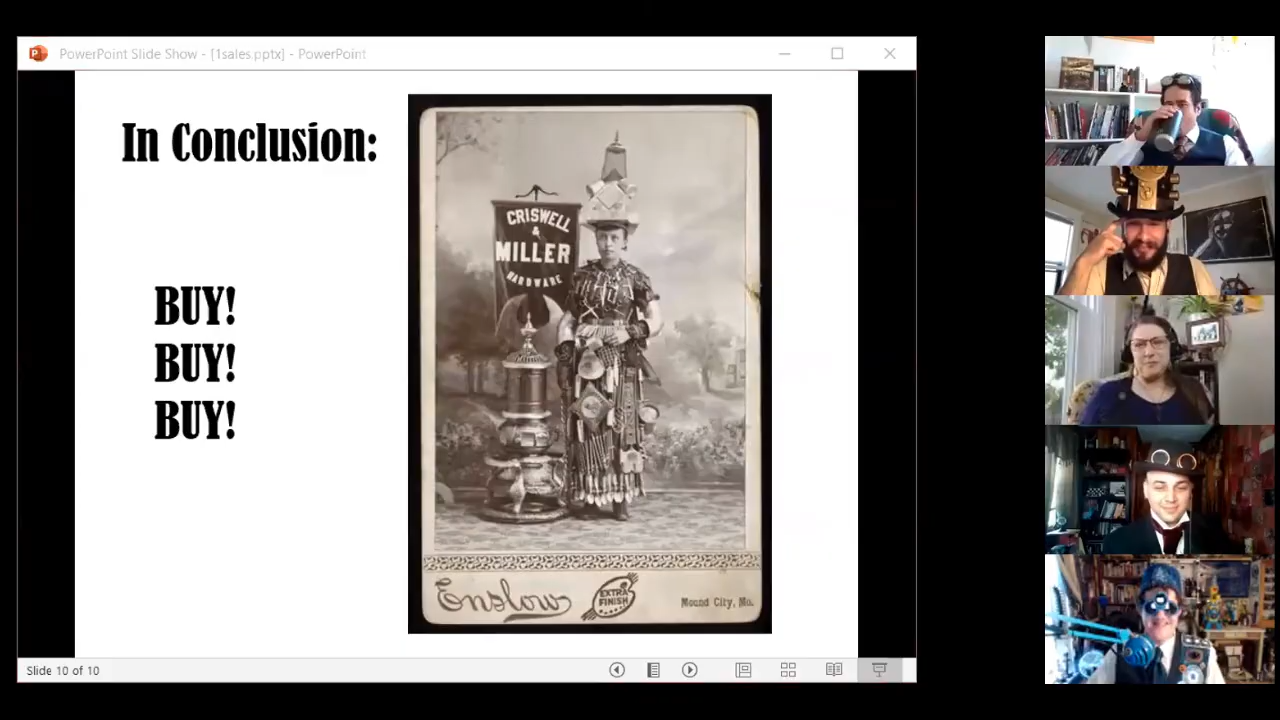 PowerPoint Slide Show - [1sales.pptx] - PowerPoint
In Conclusion:
BUY!
BUY!
BUY!
CRISWELL
&
MILLER
HARDWARE
Enslow
EXTRA
FINISH
Mound City, Mo.
Slide 10 of 10